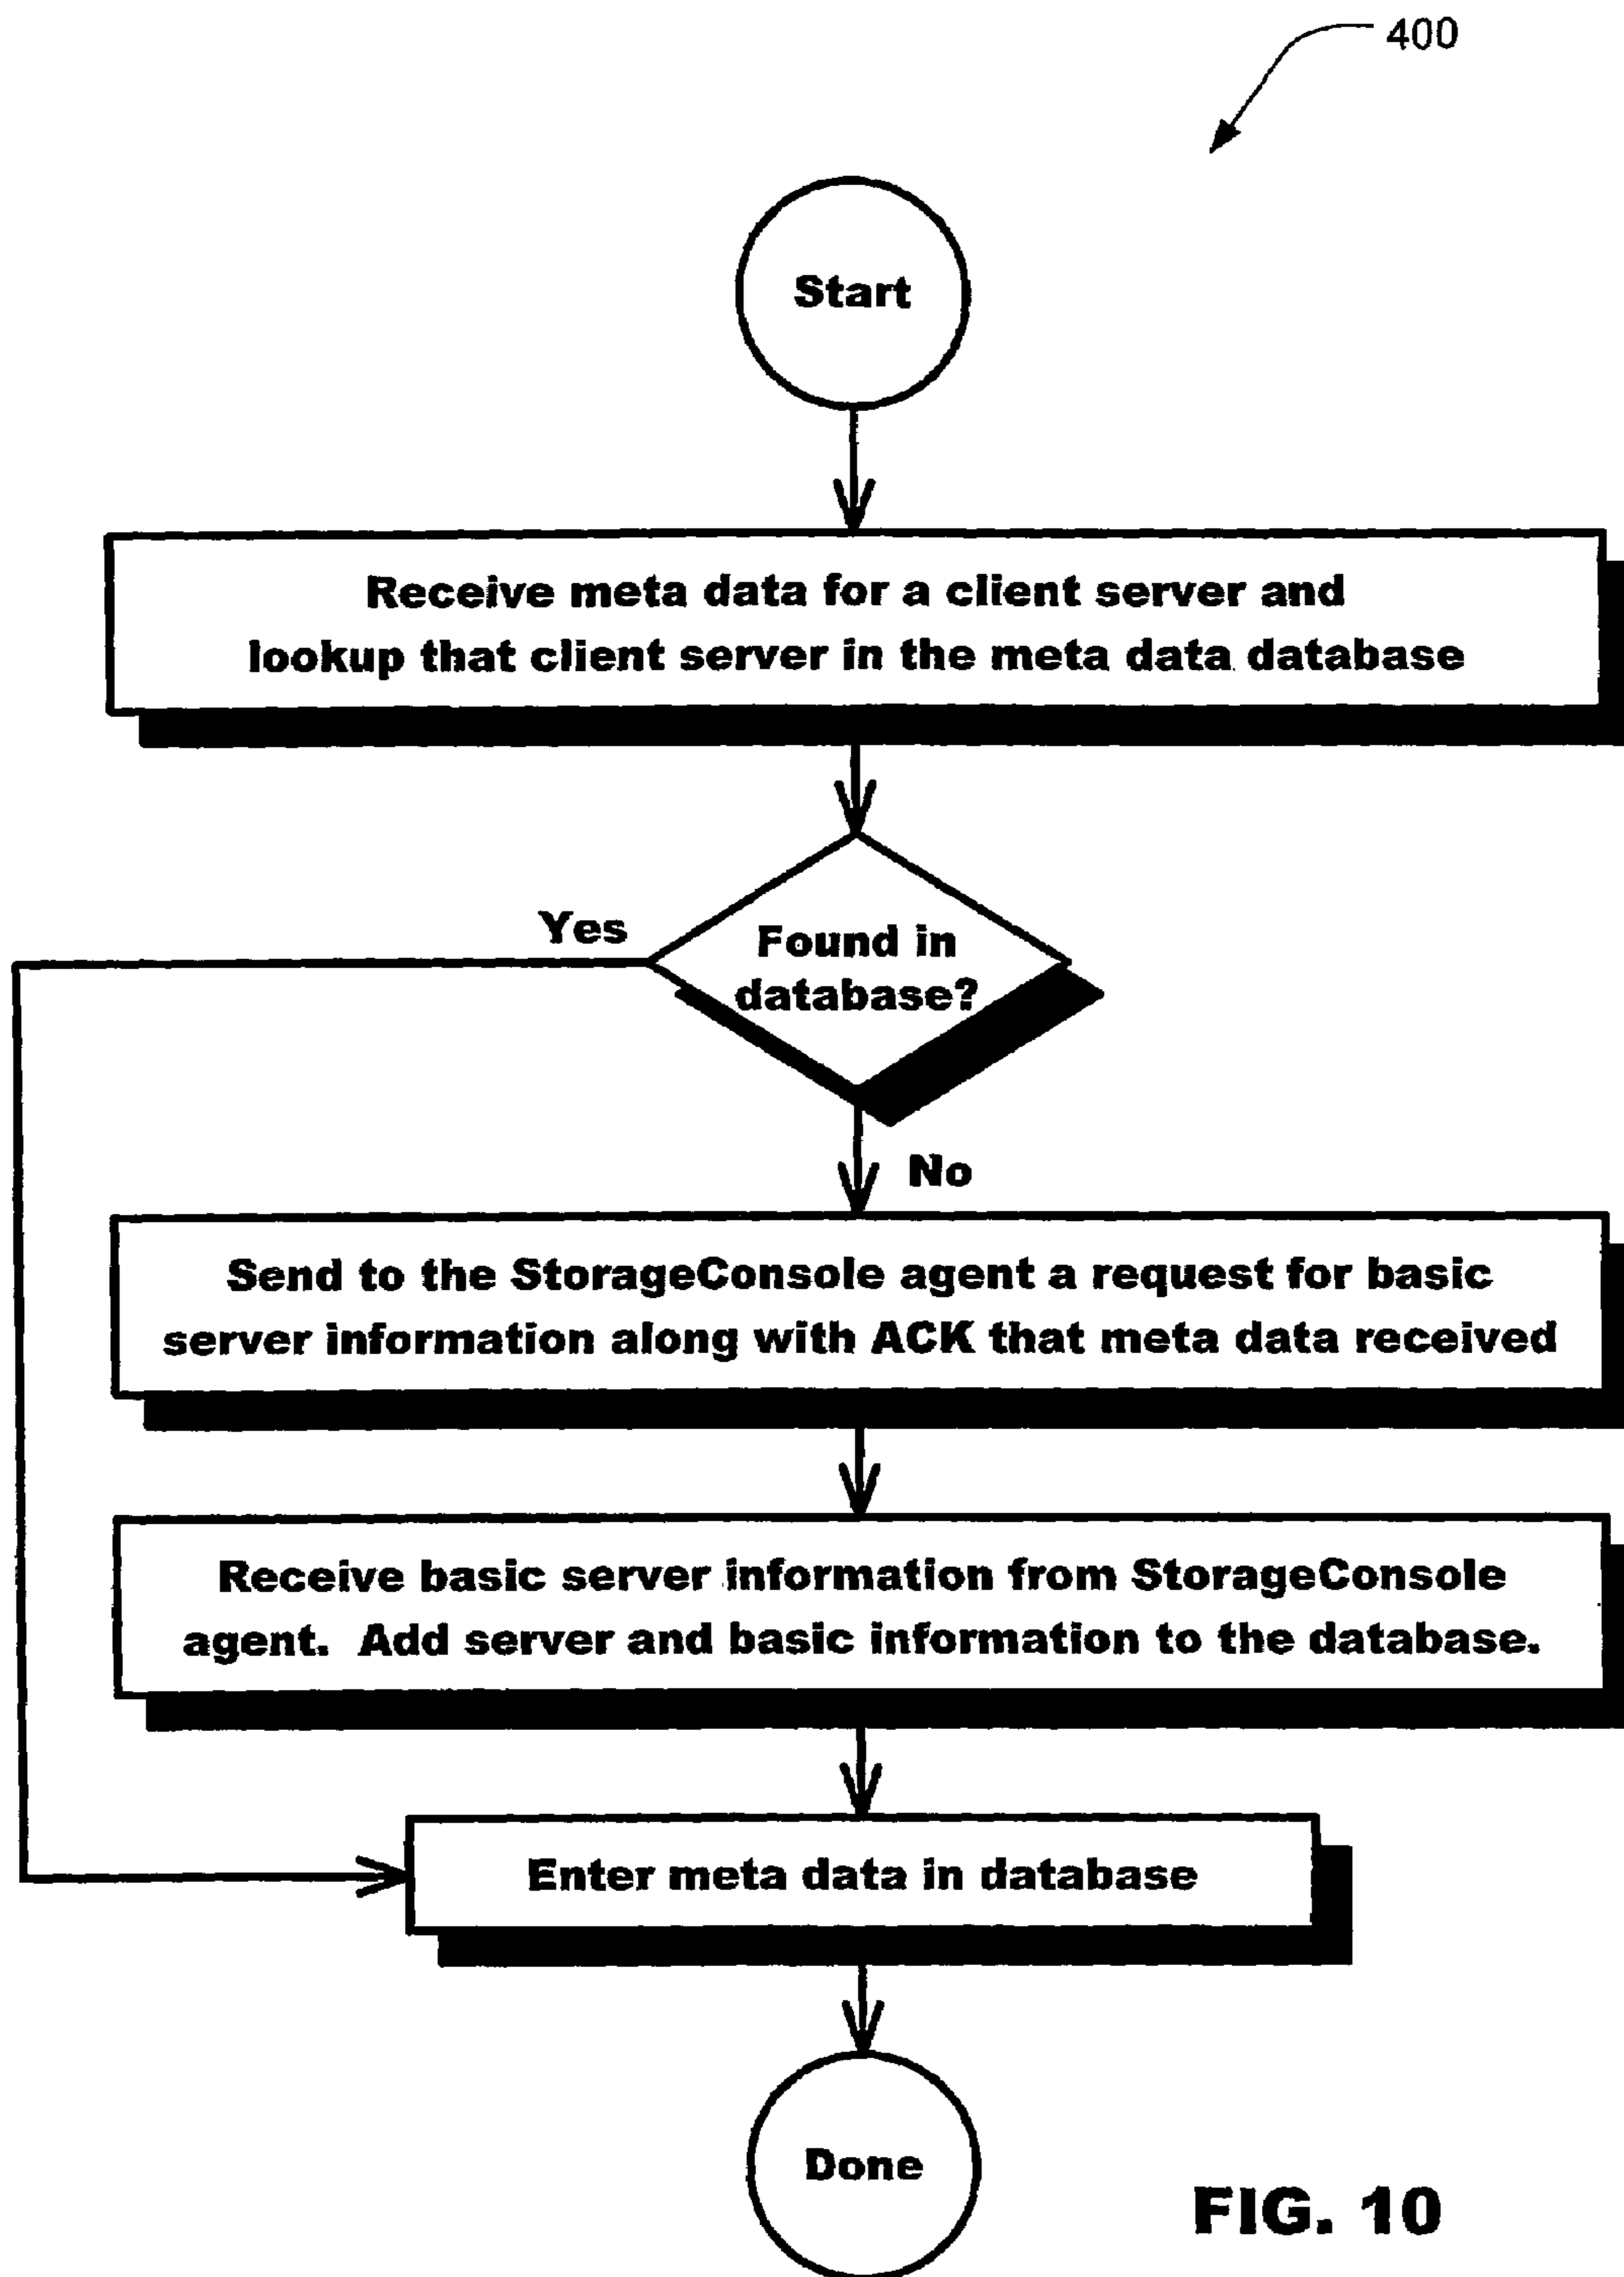 400
Start
Receive meta data for a client server and
lookup that client server in the meta data database
Yes
Found in
database?
No
Send to the StorageConsole agent a request for basic
server information along with ACK that meta data received
Receive basic server information from StorageConsole
agent. Add server and basic information to the database.
Enter meta data in database
Done
FIG. 10